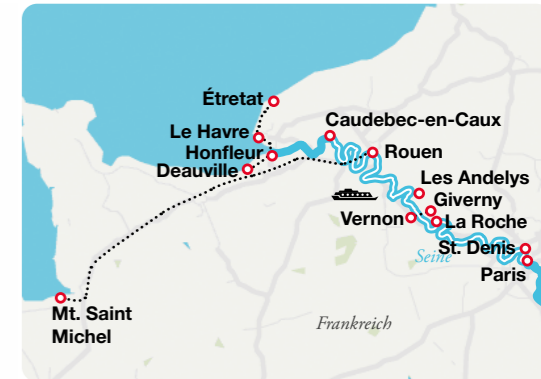 Étretat
Caudebec-en-Caux
Le Havre
Honfleur
Rouen
Deauville
Les Andelys
Giverny
Vernon
La Roche
St. Denis
Seine
Paris
Mt. Saint
Michel
Frankreich